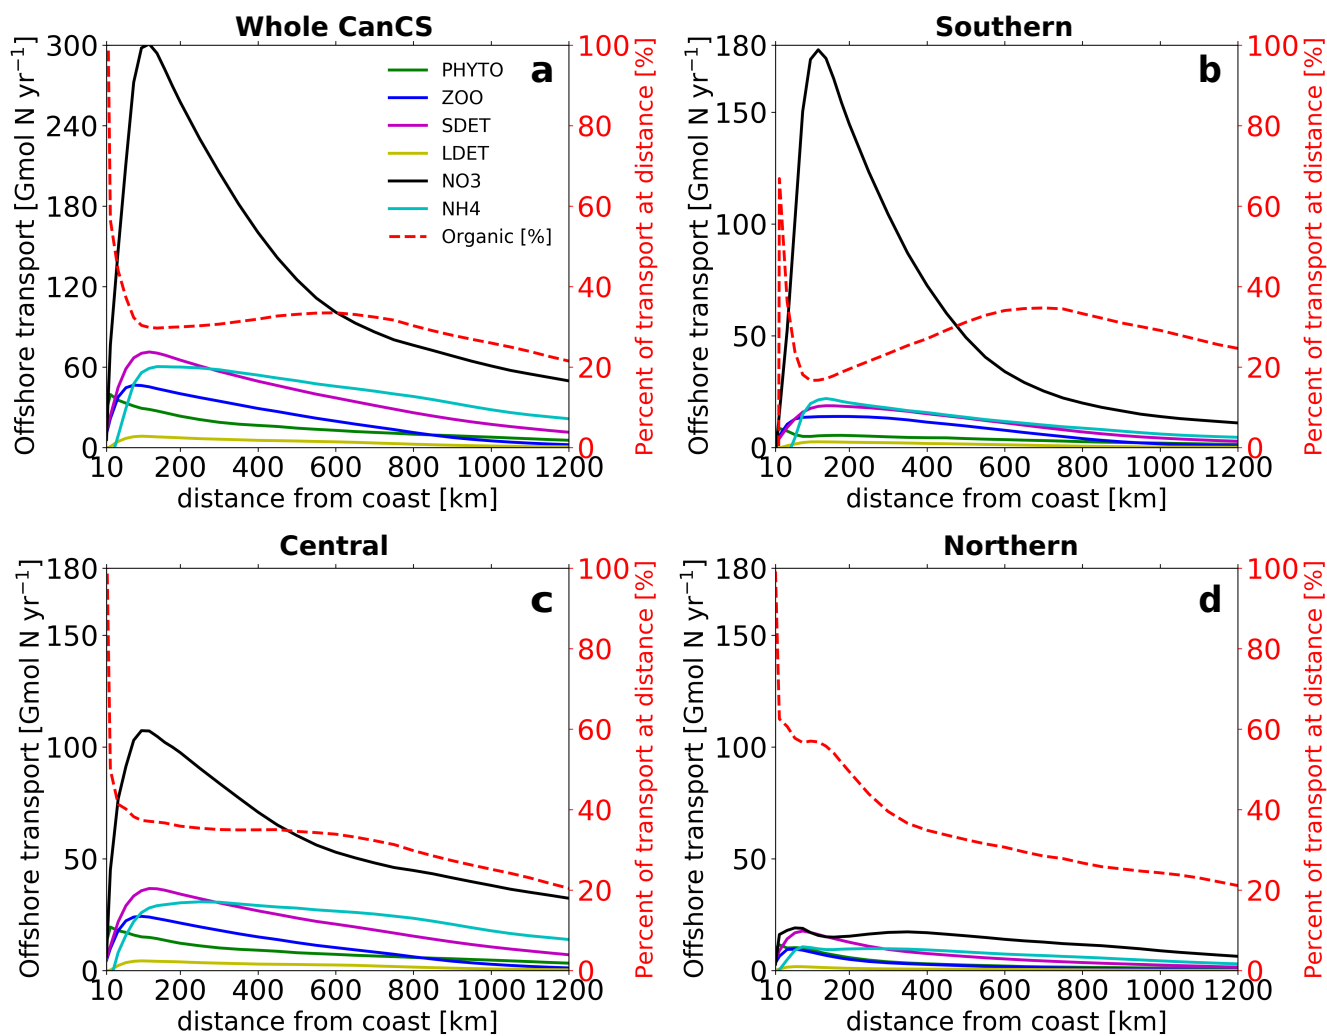 Whole CanCS
Offshore transport [Gmol N yr⁻¹]
300
240
180
120
60
0
a
PHYTO
ZOO
SDET
LDET
NO3
NH4
Organic [%]
100
80
60
40
20
0
Percent of transport at distance [%]
10 200 400 600 800 1000 1200
distance from coast [km]
Southern
Offshore transport [Gmol N yr⁻¹]
180
150
100
50
0
b
100
80
60
40
20
0
Percent of transport at distance [%]
10 200 400 600 800 1000 1200
distance from coast [km]
Central
Offshore transport [Gmol N yr⁻¹]
180
150
100
50
0
c
100
80
60
40
20
0
Percent of transport at distance [%]
10 200 400 600 800 1000 1200
distance from coast [km]
Northern
Offshore transport [Gmol N yr⁻¹]
180
150
100
50
0
d
100
80
60
40
20
0
Percent of transport at distance [%]
10 200 400 600 800 1000 1200
distance from coast [km]